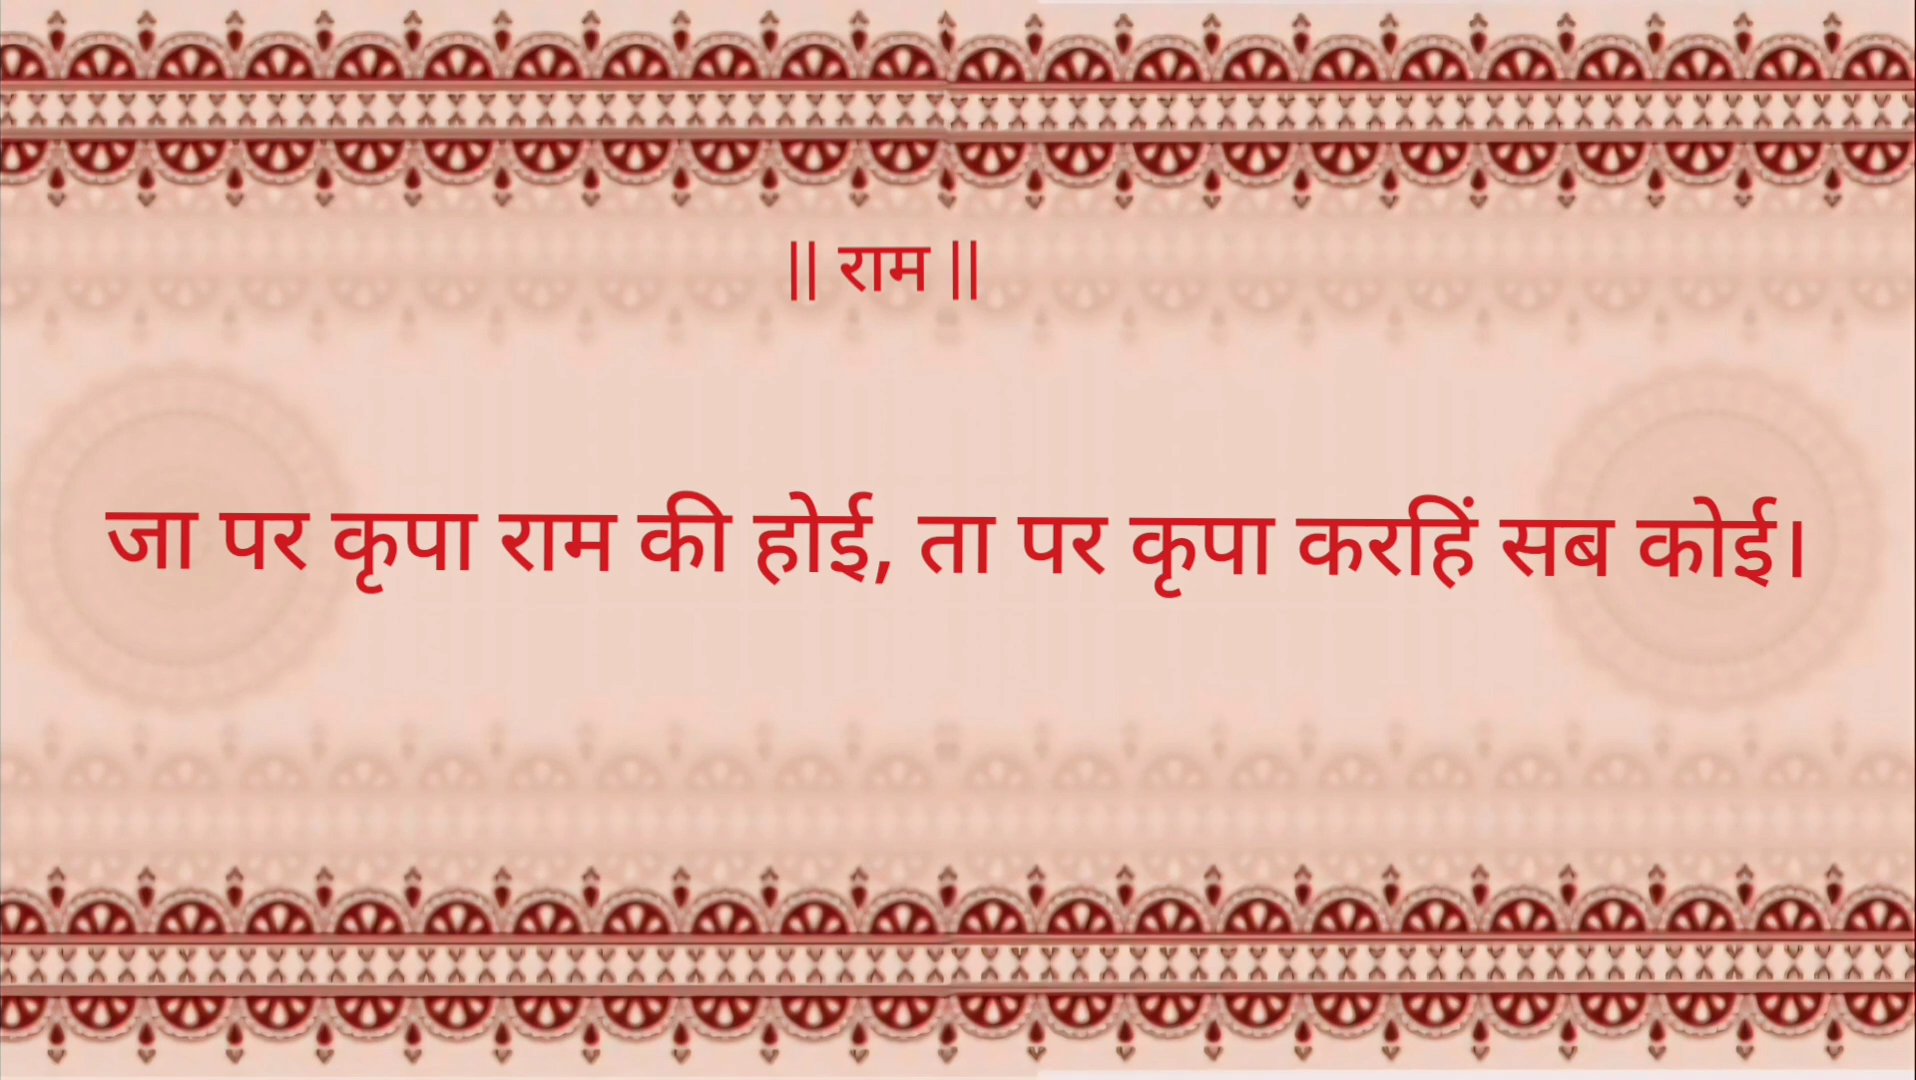 || राम ||
जा पर कृपा राम की होई, ता पर कृपा करहिं सब कोई।